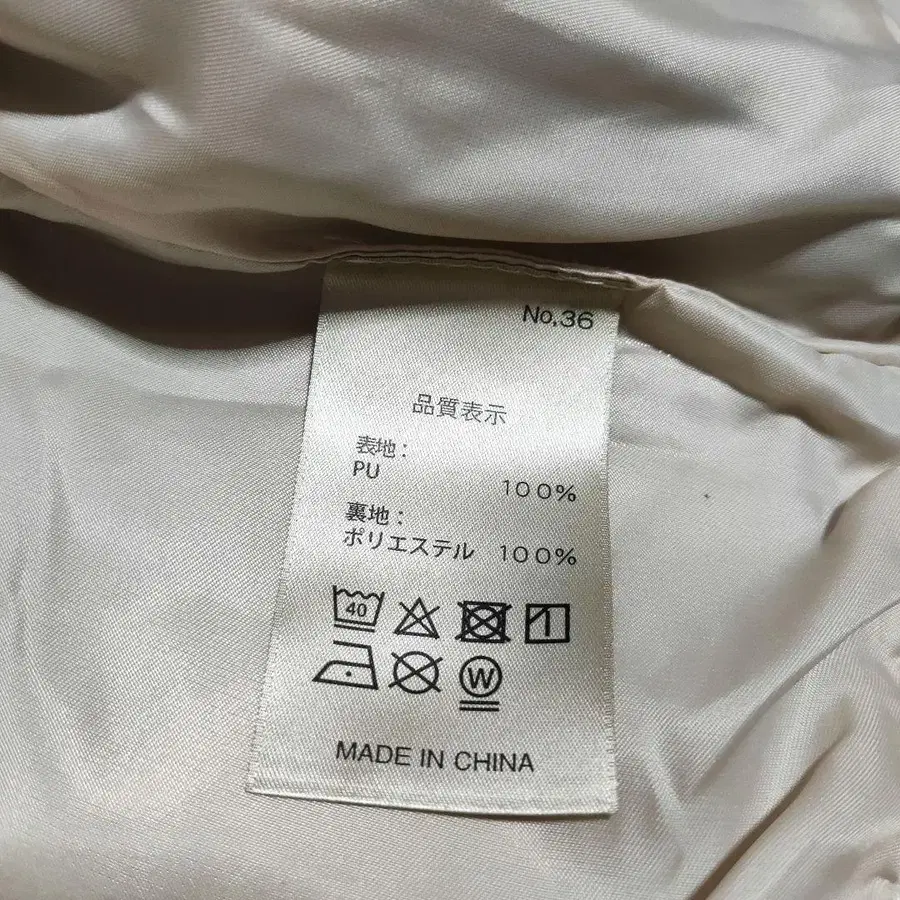 No.36
品質表示
表地：
PU 100%
裏地：
ポリエステル 100%
40
W
MADE IN CHINA